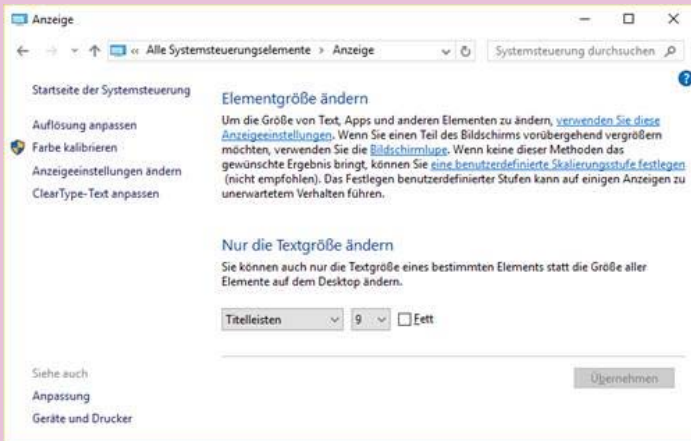 Anzeige
« Alle Systemsteuerungselemente > Anzeige
Systemsteuerung durchsuchen
Startseite der Systemsteuerung
Auflösung anpassen
Farbe kalibrieren
Anzeigeeinstellungen ändern
ClearType-Text anpassen
Elementgröße ändern
Um die Größe von Text, Apps und anderen Elementen zu ändern, verwenden Sie diese
Anzeigeeinstellungen. Wenn Sie einen Teil des Bildschirms vorübergehend vergrößern
möchten, verwenden Sie die Bildschirmlupe. Wenn keine dieser Methoden das
gewünschte Ergebnis bringt, können Sie eine benutzerdefinierte Skalierungsstufe festlegen
(nicht empfohlen). Das Festlegen benutzerdefinierter Stufen kann auf einigen Anzeigen zu
unerwartetem Verhalten führen.
Nur die Textgröße ändern
Sie können auch nur die Textgröße eines bestimmten Elements statt die Größe aller
Elemente auf dem Desktop ändern.
Titelleisten 9 Fett
Übernehmen
Siehe auch
Anpassung
Geräte und Drucker